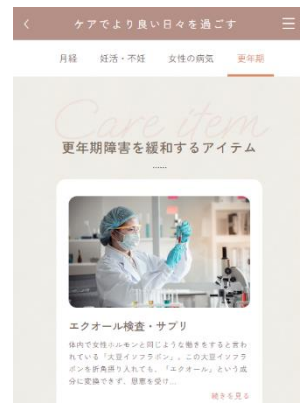 ケアでより良い日々を過ごす
月経 妊活・不妊 女性の病気 更年期
Care item
更年期障害を緩和するアイテム
エクオール検査・サプリ
体内で女性ホルモンと同じような働きをすると言わ
れている「大豆イソフラボン」。この大豆イソフラ
ボンを折角摂り入れても、「エクオール」という成
分に変換できず、恩恵を受け...
続きを見る